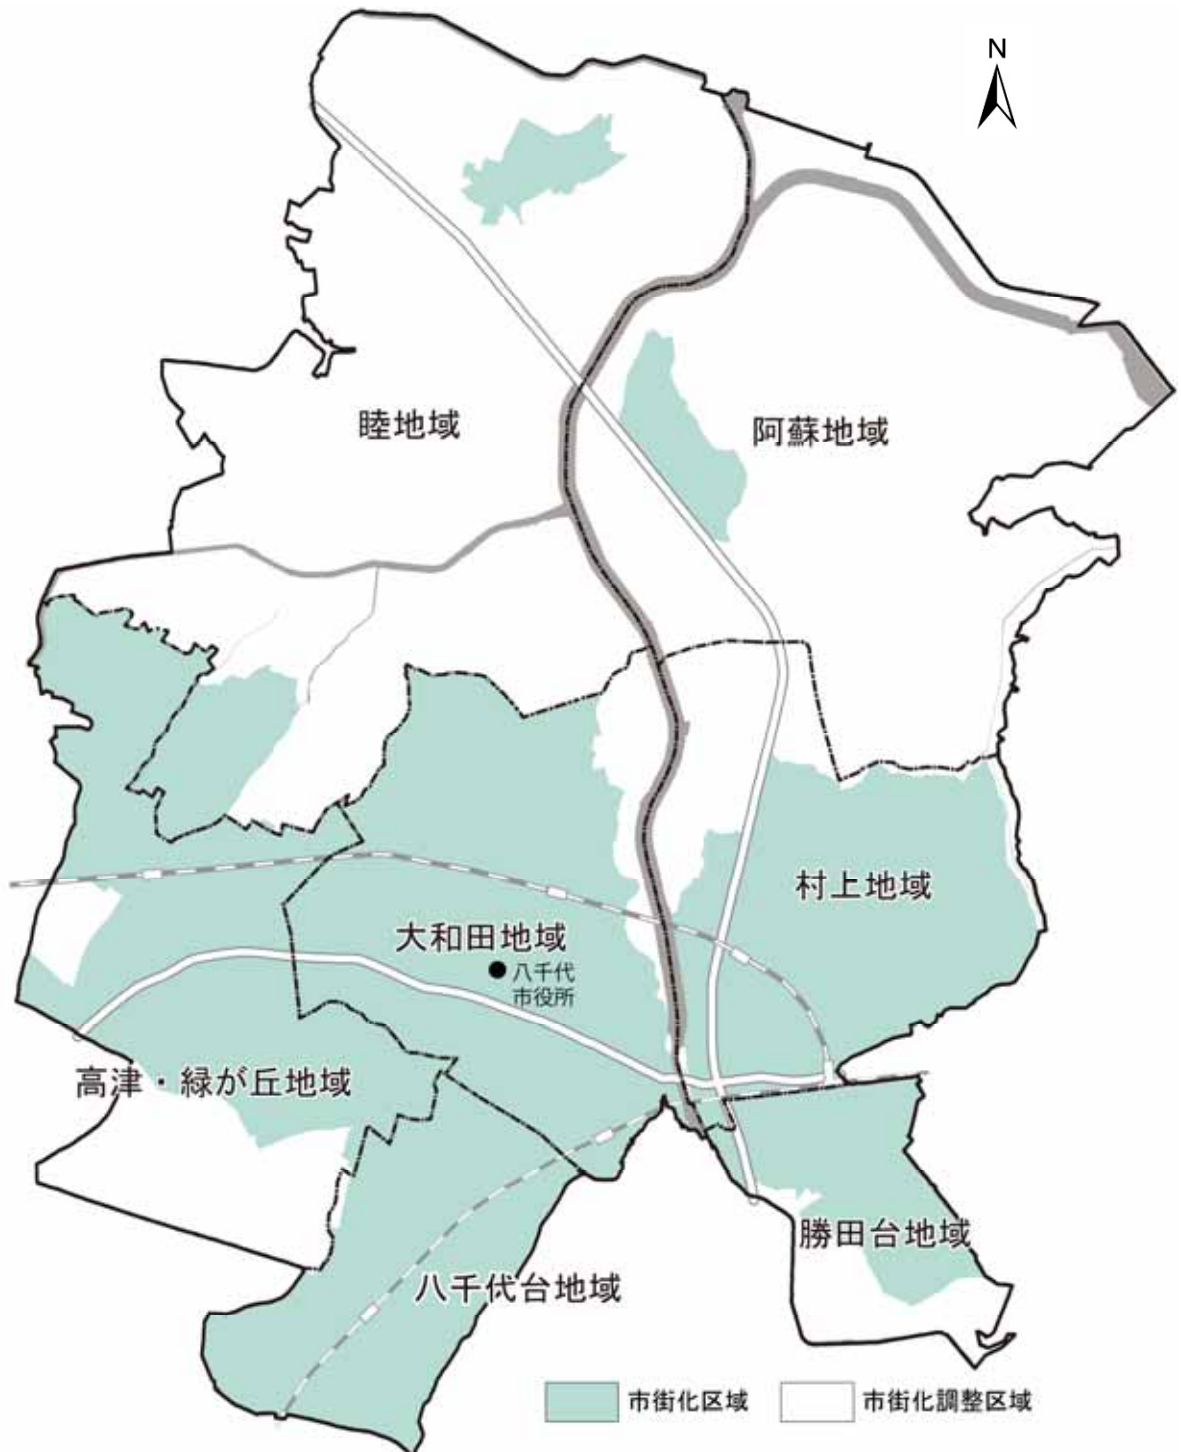 N
睦地域
阿蘇地域
村上地域
大和田地域
八千代
市役所
高津・緑が丘地域
勝田台地域
八千代台地域
市街化区域
市街化調整区域